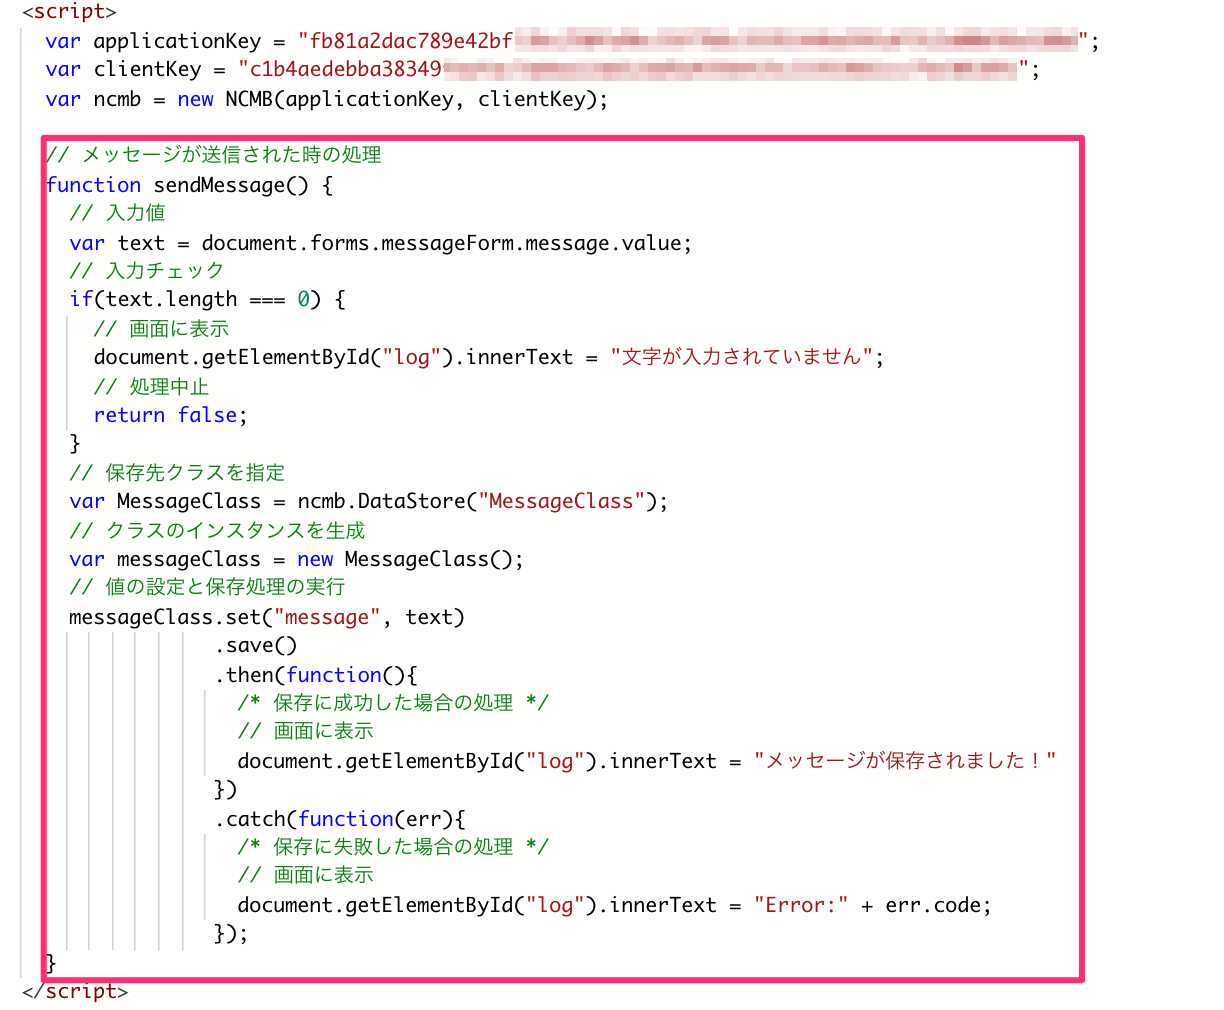 <script>
var applicationKey = "fb81a2dac789e42bf";
var clientKey = "c1b4aedebba38349";
var ncmb = new NCMB(applicationKey, clientKey);
// メッセージが送信された時の処理
function sendMessage() {
// 入力値
var text = document.forms.messageForm.message.value;
// 入力チェック
if(text.length === 0) {
// 画面に表示
document.getElementById("log").innerText = "文字が入力されていません";
// 処理中止
return false;
}
// 保存先クラスを指定
var MessageClass = ncmb.DataStore("MessageClass");
// クラスのインスタンスを生成
var messageClass = new MessageClass();
// 値の設定と保存処理の実行
messageClass.set("message", text)
.save()
.then(function(){
/* 保存に成功した場合の処理 */
// 画面に表示
document.getElementById("log").innerText = "メッセージが保存されました！"
})
.catch(function(err){
/* 保存に失敗した場合の処理 */
// 画面に表示
document.getElementById("log").innerText = "Error:" + err.code;
});
}
</script>